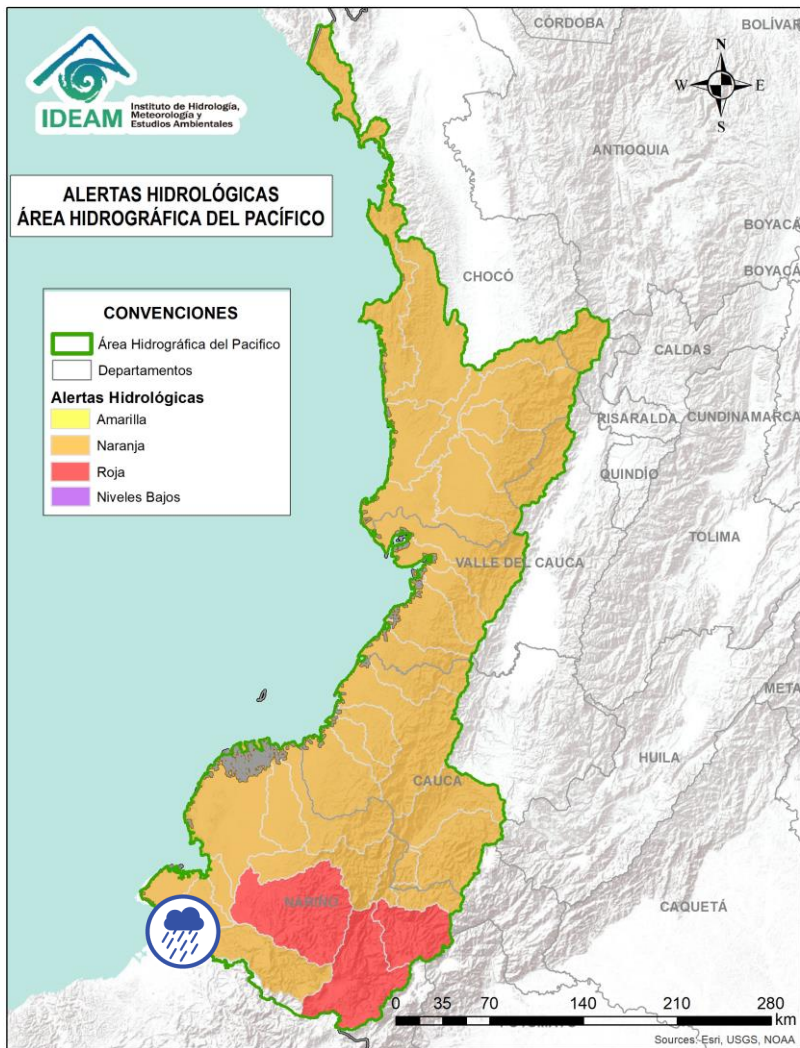 IDEAM
Instituto de Hidrología,
Meteorología y
Estudios Ambientales
CÓRDOBA
BOLÍVAR
N
W
E
S
ANTIOQUIA
ALERTAS HIDROLÓGICAS
ÁREA HIDROGRÁFICA DEL PACÍFICO
BOYACÁ
BOYACÁ
CHOCÓ
CONVENCIONES
Área Hidrográfica del Pacifico
Departamentos
Alertas Hidrológicas
Amarilla
Naranja
Roja
Niveles Bajos
CALDAS
RISARALDA
CUNDINAMARCA
QUINDÍO
TOLIMA
VALLE DEL CAUCA
META
HUILA
CAUCA
NARIÑO
CAQUETÁ
0 35 70 140 210 280
km
Sources: Esri, USGS, NOAA